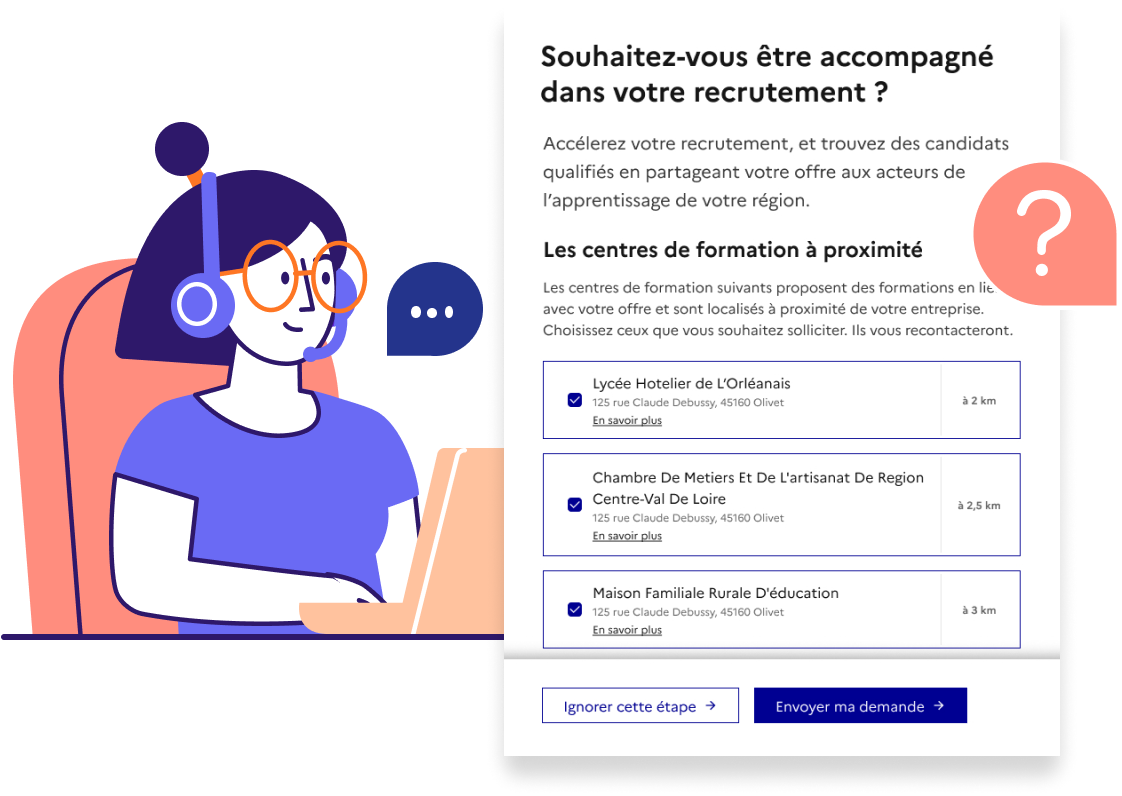 Souhaitez-vous être accompagné
dans votre recrutement ?
Accélerez votre recrutement, et trouvez des candidats
qualifiés en partageant votre offre aux acteurs de
l’apprentissage de votre région.
?
Les centres de formation à proximité
Les centres de formation suivants proposent des formations en lie
avec votre offre et sont localisés à proximité de votre entreprise.
Choisissez ceux que vous souhaitez solliciter. Ils vous recontacteront.
Lycée Hotelier de L’Orléanais
125 rue Claude Debussy, 45160 Olivet
En savoir plus
à 2 km
Chambre De Metiers Et De L'artisanat De Region
Centre-Val De Loire
125 rue Claude Debussy, 45160 Olivet
En savoir plus
à 2,5 km
Maison Familiale Rurale D'éducation
125 rue Claude Debussy, 45160 Olivet
En savoir plus
à 3 km
Ignorer cette étape →
Envoyer ma demande →